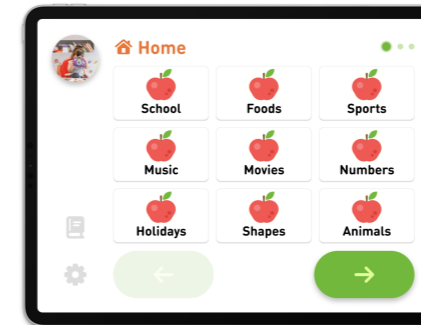 Home
School Foods Sports
Music Movies Numbers
Holidays Shapes Animals